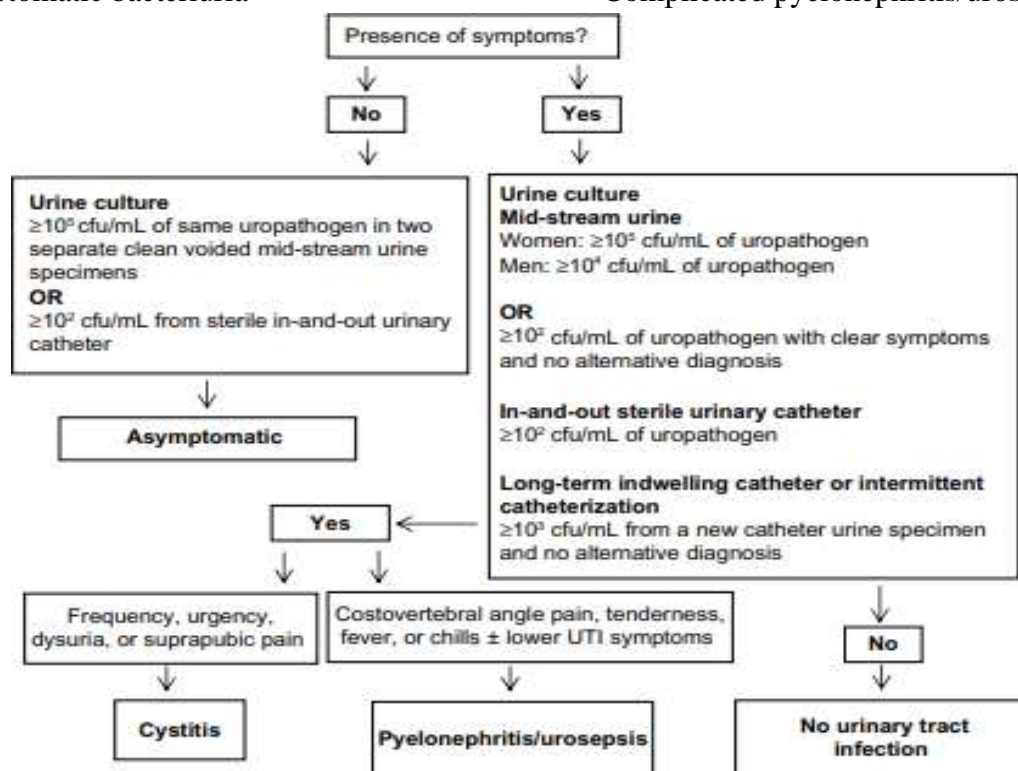 ptomatic bacteriuria
Complicated pyelonephritis/uros
Presence of symptoms?
No
Yes
Urine culture
≥10⁵ cfu/mL of same uropathogen in two
separate clean voided mid-stream urine
specimens
OR
≥10² cfu/mL from sterile in-and-out urinary
catheter
Asymptomatic
Urine culture
Mid-stream urine
Women: ≥10⁵ cfu/mL of uropathogen
Men: ≥10⁴ cfu/mL of uropathogen
OR
≥10² cfu/mL of uropathogen with clear symptoms
and no alternative diagnosis
In-and-out sterile urinary catheter
≥10² cfu/mL of uropathogen
Long-term indwelling catheter or intermittent
catheterization
≥10³ cfu/mL from a new catheter urine specimen
and no alternative diagnosis
Yes
Frequency, urgency,
dysuria, or suprapubic pain
Costovertebral angle pain, tenderness,
fever, or chills ± lower UTI symptoms
No
Cystitis
Pyelonephritis/urosepsis
No urinary tract
infection